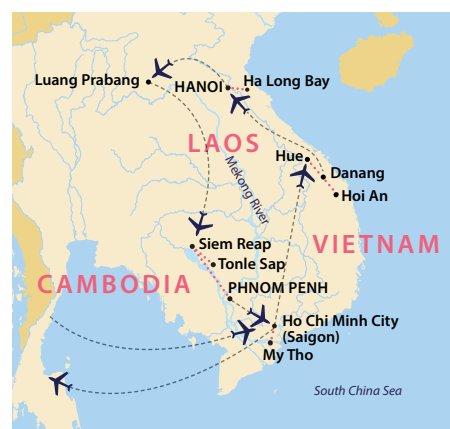 Luang Prabang
HANOI
Ha Long Bay
LAOS
Hue
Danang
Hoi An
Mekong River
VIETNAM
Siem Reap
Tonle Sap
CAMBODIA
PHNOM PENH
Ho Chi Minh City
(Saigon)
My Tho
South China Sea